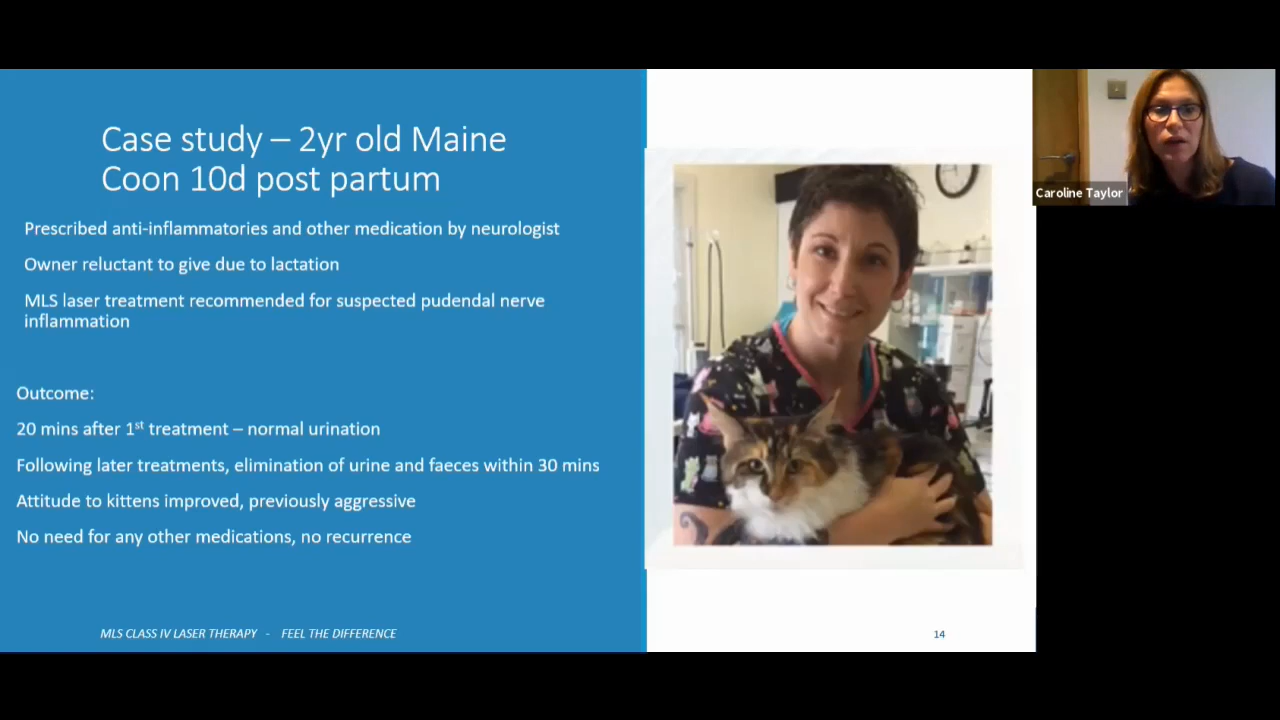 Case study – 2yr old Maine
Coon 10d post partum
Prescribed anti-inflammatories and other medication by neurologist
Owner reluctant to give due to lactation
MLS laser treatment recommended for suspected pudendal nerve
inflammation
Outcome:
20 mins after 1st treatment – normal urination
Following later treatments, elimination of urine and faeces within 30 mins
Attitude to kittens improved, previously aggressive
No need for any other medications, no recurrence
MLS CLASS IV LASER THERAPY - FEEL THE DIFFERENCE
14
Caroline Taylor